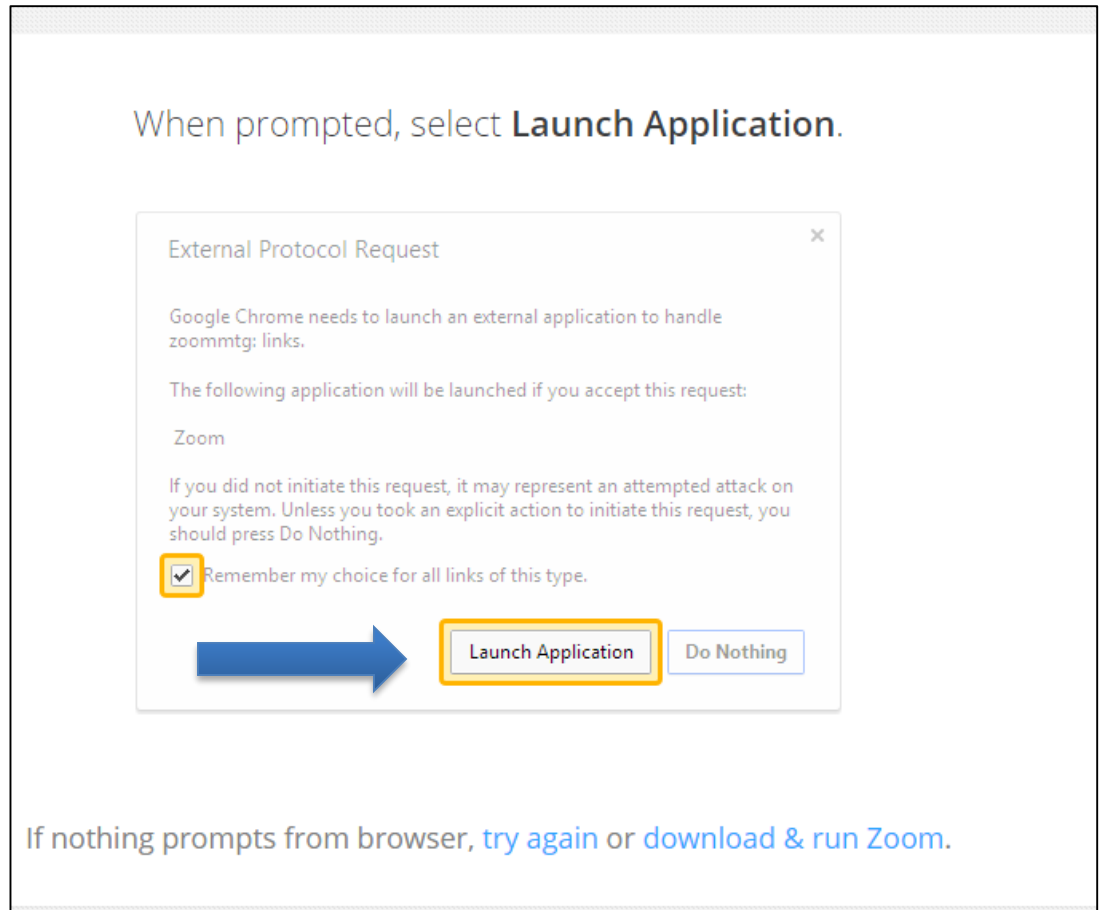 When prompted, select Launch Application.
External Protocol Request
×
Google Chrome needs to launch an external application to handle
zoommtg: links.
The following application will be launched if you accept this request:
Zoom
If you did not initiate this request, it may represent an attempted attack on
your system. Unless you took an explicit action to initiate this request, you
should press Do Nothing.
Remember my choice for all links of this type.
Launch Application Do Nothing
If nothing prompts from browser, try again or download & run Zoom.